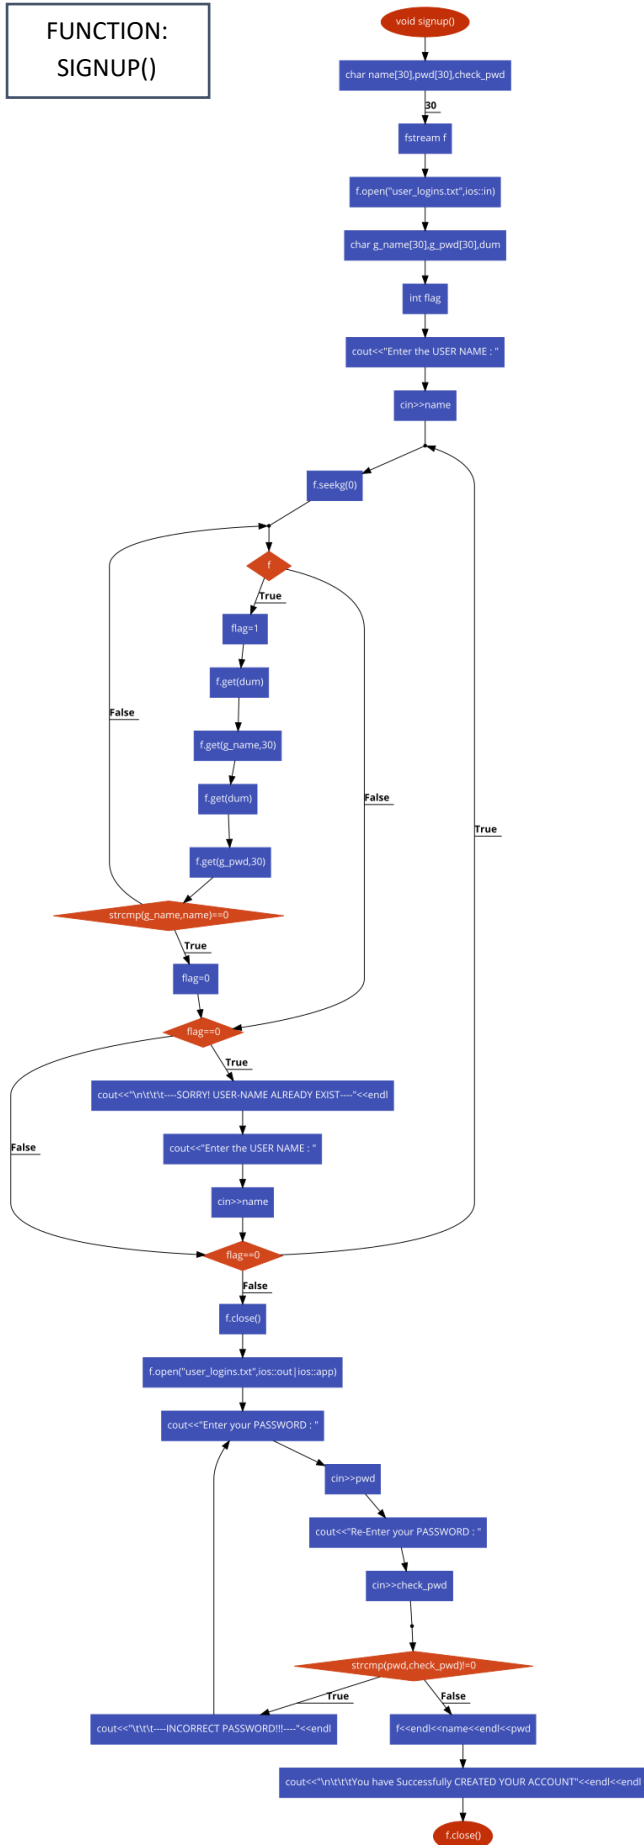 FUNCTION:
SIGNUP()
void signup()
char name[30],pwd[30],check_pwd
30
fstream f
f.open("user_logins.txt",ios::in)
char g_name[30],g_pwd[30],dum
int flag
cout<<"Enter the USER NAME : "
cin>>name
f.seekg(0)
f
True
flag=1
f.get(dum)
False
f.get(g_name,30)
f.get(dum)
False
True
f.get(g_pwd,30)
strcmp(g_name,name)==0
True
flag=0
flag==0
True
cout<<"\n\t\t\t----SORRY! USER-NAME ALREADY EXIST----"<<endl
False
cout<<"Enter the USER NAME : "
cin>>name
flag==0
False
f.close()
f.open("user_logins.txt",ios::out|ios::app)
cout<<"Enter your PASSWORD : "
cin>>pwd
cout<<"Re-Enter your PASSWORD : "
cin>>check_pwd
strcmp(pwd,check_pwd)!=0
True
False
cout<<"\t\t\t----INCORRECT PASSWORD!!!----"<<endl
f<<endl<<name<<endl<<pwd
cout<<"\n\t\t\tYou have Successfully CREATED YOUR ACCOUNT"<<endl<<endl
f.close()